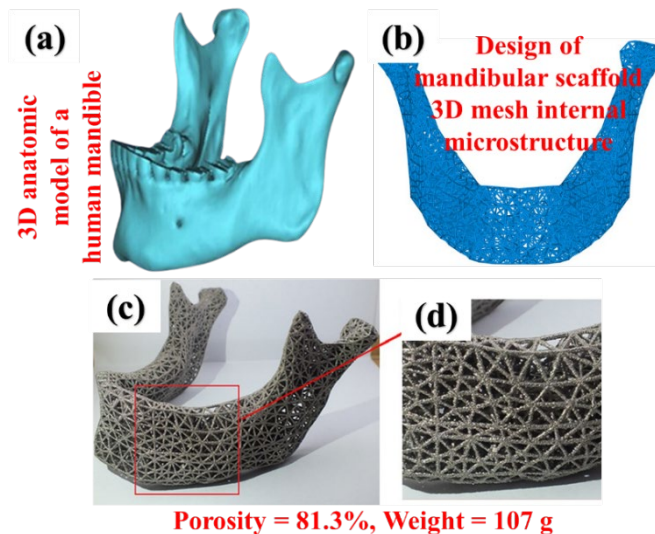 (a)
3D anatomic
model of a
human mandible
(b)
Design of
mandibular scaffold
3D mesh internal
microstructure
(c)
(d)
Porosity = 81.3%, Weight = 107 g